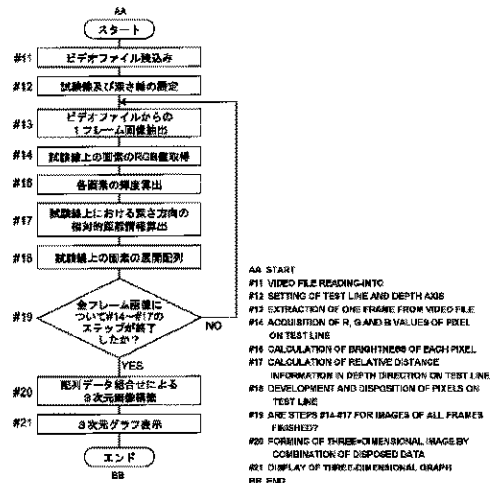 AA
スタート
#11 ビデオファイル読込み
#12 試験線及び深さ軸の設定
#13 ビデオファイルからの
1フレーム画像抽出
#14 試験線上の画素のRGB値取得
#16 各画素の輝度算出
#17 試験線上における深さ方向の
相対的距離情報算出
#18 試験線上の画素の展開配列
#19 全フレーム画像に
ついて#14～#17の
ステップが終了
したか?
NO
YES
#20 配列データ組合せによる
3次元画像構築
#21 3次元グラフ表示
エンド
BB
AA START
#11 VIDEO FILE READING-INTO
#12 SETTING OF TEST LINE AND DEPTH AXIS
#13 EXTRACTION OF ONE FRAME FROM VIDEO FILE
#14 ACQUISITION OF R, G AND B VALUES OF PIXEL
ON TEST LINE
#16 CALCULATION OF BRIGHTNESS OF EACH PIXEL
#17 CALCULATION OF RELATIVE DISTANCE
INFORMATION IN DEPTH DIRECTION ON TEST LINE
#18 DEVELOPMENT AND DISPOSITION OF PIXELS ON
TEST LINE
#19 ARE STEPS #14-#17 FOR IMAGES OF ALL FRAMES
FINISHED?
#20 FORMING OF THREE-DIMENSIONAL IMAGE BY
COMBINATION OF DISPOSED DATA
#21 DISPLAY OF THREE-DIMENSIONAL GRAPH
BB END